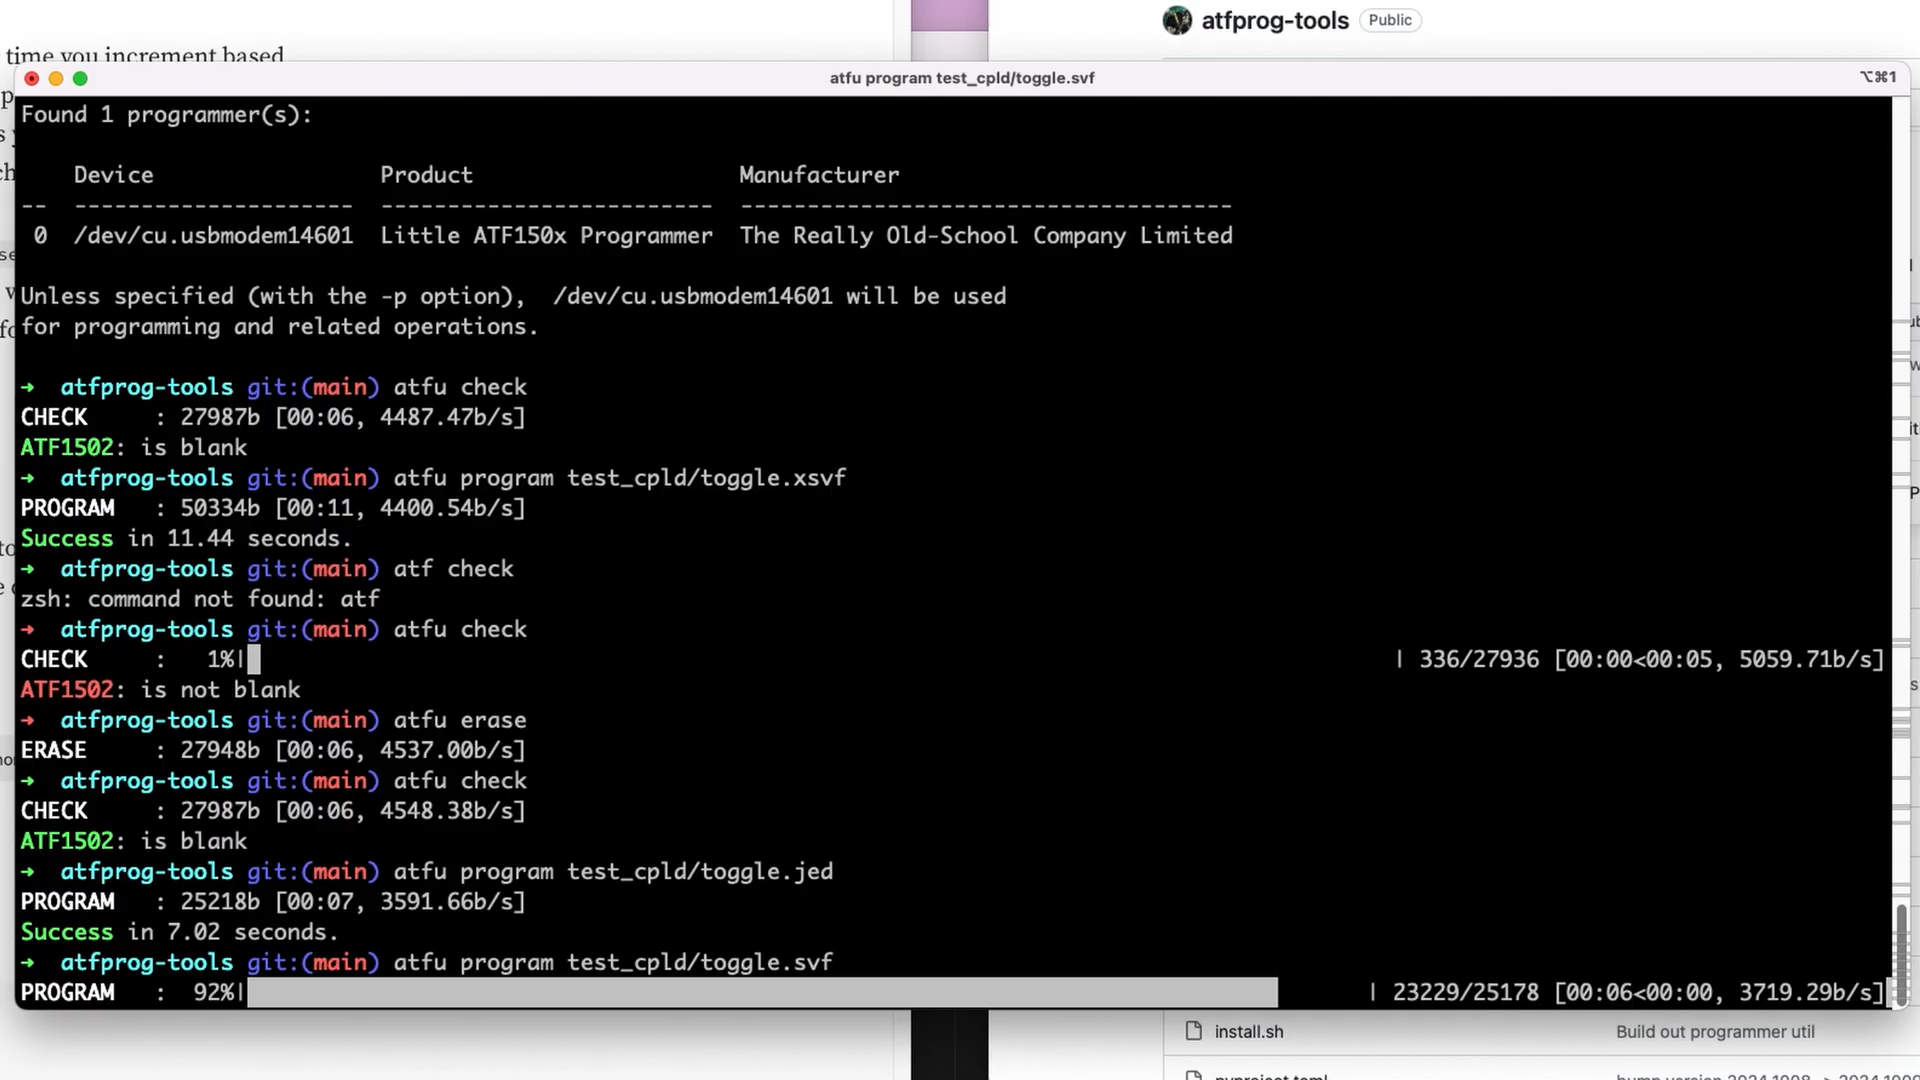 atfprog-tools Public
time you increment based
atfu program test_cpld/toggle.svf
⌥⌘1
Found 1 programmer(s):
Device Product Manufacturer
-- --------------------- ------------------------- -------------------------------------
0 /dev/cu.usbmodem14601 Little ATF150x Programmer The Really Old-School Company Limited
Unless specified (with the -p option),  /dev/cu.usbmodem14601 will be used
for programming and related operations.
➜ atfprog-tools git:(main) atfu check
CHECK : 27987b [00:06, 4487.47b/s]
ATF1502: is blank
➜ atfprog-tools git:(main) atfu program test_cpld/toggle.xsvf
PROGRAM : 50334b [00:11, 4400.54b/s]
Success in 11.44 seconds.
➜ atfprog-tools git:(main) atf check
zsh: command not found: atf
➜ atfprog-tools git:(main) atfu check
CHECK : 1%| | 336/27936 [00:00<00:05, 5059.71b/s]
ATF1502: is not blank
➜ atfprog-tools git:(main) atfu erase
ERASE : 27948b [00:06, 4537.00b/s]
➜ atfprog-tools git:(main) atfu check
CHECK : 27987b [00:06, 4548.38b/s]
ATF1502: is blank
➜ atfprog-tools git:(main) atfu program test_cpld/toggle.jed
PROGRAM : 25218b [00:07, 3591.66b/s]
Success in 7.02 seconds.
➜ atfprog-tools git:(main) atfu program test_cpld/toggle.svf
PROGRAM : 92%| | 23229/25178 [00:06<00:00, 3719.29b/s]
install.sh Build out programmer util